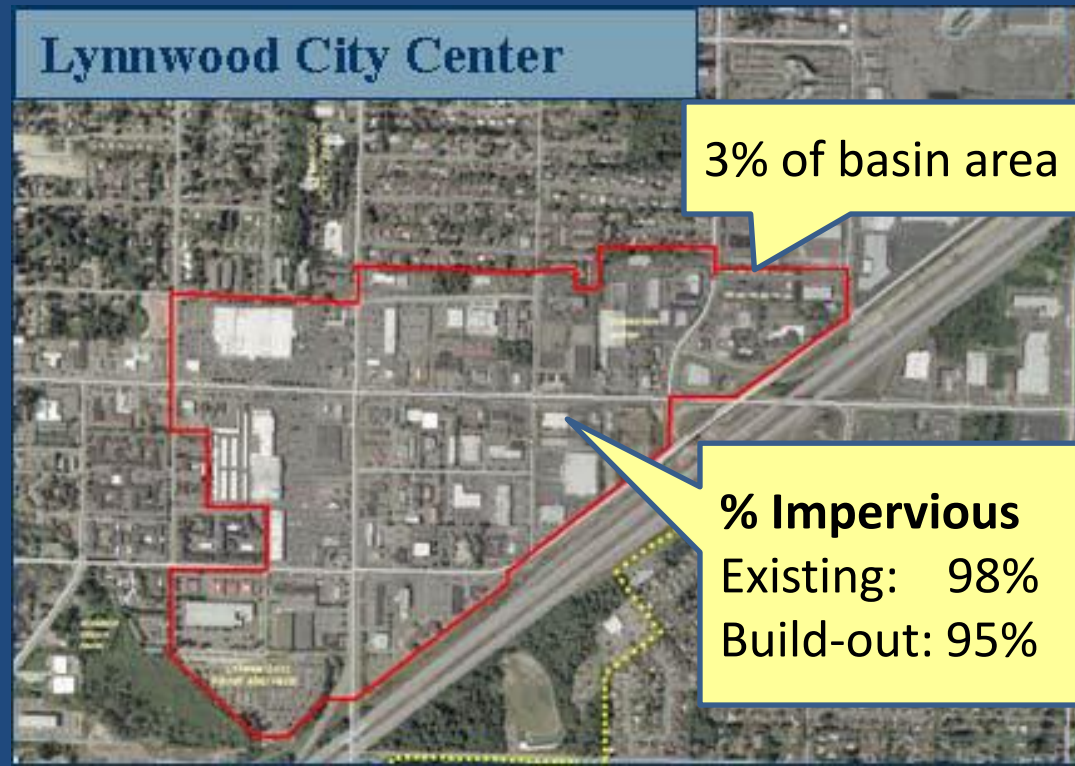 Lynnwood City Center
3% of basin area
% Impervious
Existing: 98%
Build-out: 95%